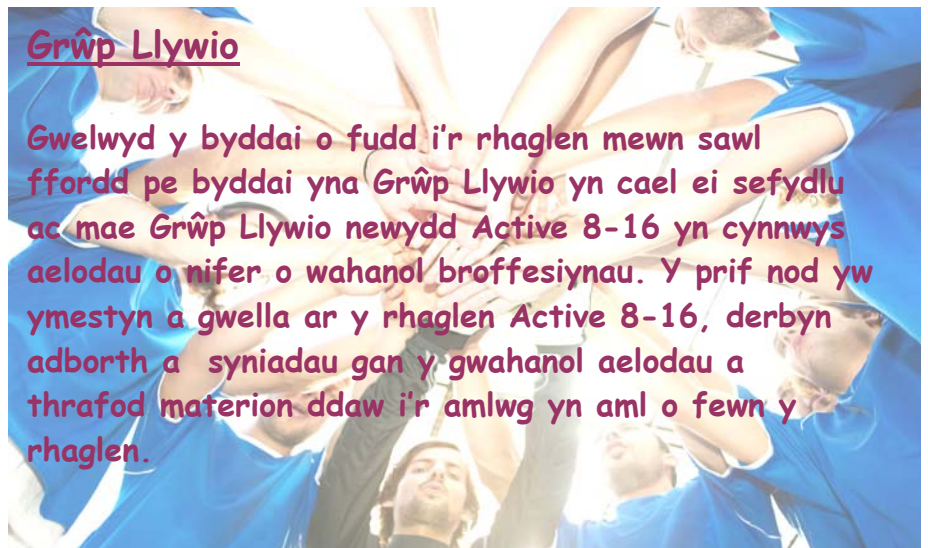 Grŵp Llywio
Gwelwyd y byddai o fudd i'r rhaglen mewn sawl
ffordd pe byddai yna Grŵp Llywio yn cael ei sefydlu
ac mae Grŵp Llywio newydd Active 8-16 yn cynnwys
aelodau o nifer o wahanol broffesiynau. Y prif nod yw
ymestyn a gwella ar y rhaglen Active 8-16, derbyn
adborth a  syniadau gan y gwahanol aelodau a
thrafod materion ddaw i'r amlwg yn aml o fewn y
rhaglen.